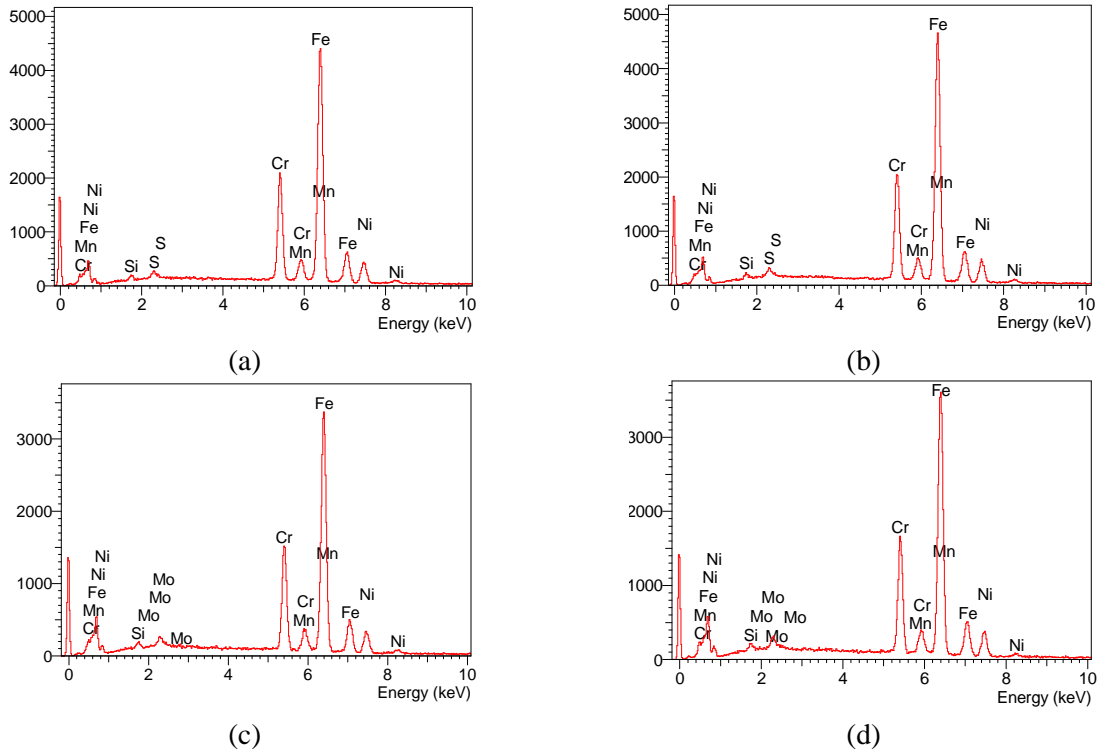 5000
4000
3000
2000
1000
0
Fe
Cr
Mn
Ni
Ni
Fe
Mn
Cr
Si
S
S
Cr
Mn
Fe
Ni
Ni
0 2 4 6 8 10
Energy (keV)
(a)
5000
4000
3000
2000
1000
0
Fe
Cr
Mn
Ni
Ni
Fe
Mn
Cr
Si
S
S
Cr
Mn
Fe
Ni
Ni
0 2 4 6 8 10
Energy (keV)
(b)
3000
2000
1000
0
Fe
Cr
Mn
Ni
Ni
Fe
Mn
Cr
Si
Mo
Mo
Mo
Mo
Cr
Mn
Fe
Ni
Ni
0 2 4 6 8 10
Energy (keV)
(c)
3000
2000
1000
0
Fe
Cr
Mn
Ni
Ni
Fe
Mn
Cr
Si
Mo
Mo
Mo
Mo
Cr
Mn
Fe
Ni
Ni
0 2 4 6 8 10
Energy (keV)
(d)